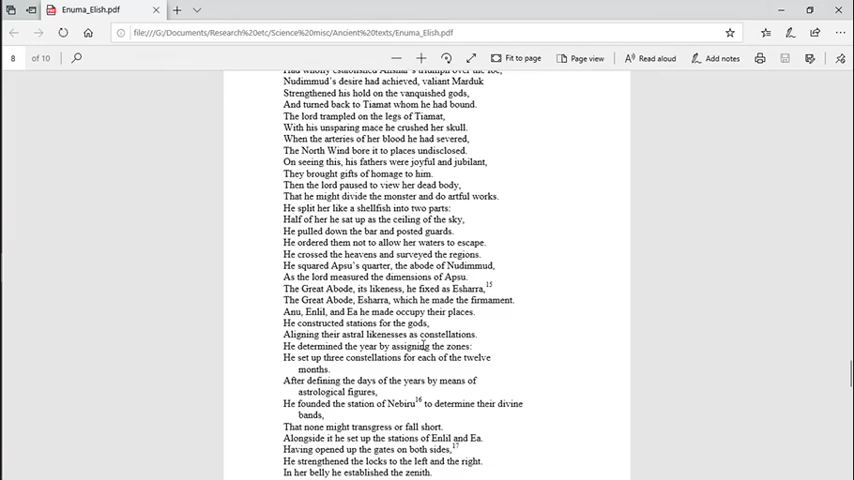 Enuma_Elish.pdf
file:///G:/Documents/Research%20etc/Science%20misc/Ancient%20texts/Enuma_Elish.pdf
8 of 10
Fit to page
Page view
Read aloud
Add notes
Had wholly established Anshar's triumph over the foe,
Nudimmud's desire had achieved, valiant Marduk
Strengthened his hold on the vanquished gods,
And turned back to Tiamat whom he had bound.
The lord trampled on the legs of Tiamat,
With his unsparing mace he crushed her skull.
When the arteries of her blood he had severed,
The North Wind bore it to places undisclosed.
On seeing this, his fathers were joyful and jubilant,
They brought gifts of homage to him.
Then the lord paused to view her dead body,
That he might divide the monster and do artful works.
He split her like a shellfish into two parts:
Half of her he sat up as the ceiling of the sky,
He pulled down the bar and posted guards.
He ordered them not to allow her waters to escape.
He crossed the heavens and surveyed the regions.
He squared Apsu's quarter, the abode of Nudimmud,
As the lord measured the dimensions of Apsu.
The Great Abode, its likeness, he fixed as Esharra,15
The Great Abode, Esharra, which he made the firmament.
Anu, Enlil, and Ea he made occupy their places.
He constructed stations for the gods,
Aligning their astral likenesses as constellations.
He determined the year by assigning the zones:
He set up three constellations for each of the twelve
months.
After defining the days of the years by means of
astrological figures,
He founded the station of Nebiru16 to determine their divine
bands,
That none might transgress or fall short.
Alongside it he set up the stations of Enlil and Ea.
Having opened up the gates on both sides,17
He strengthened the locks to the left and the right.
In her belly he established the zenith.